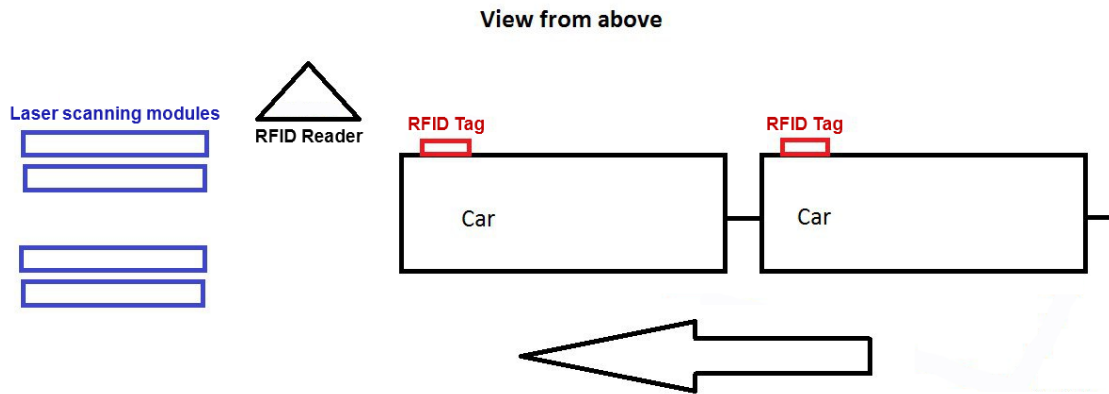 View from above
Laser scanning modules
RFID Reader
RFID Tag
RFID Tag
Car
Car